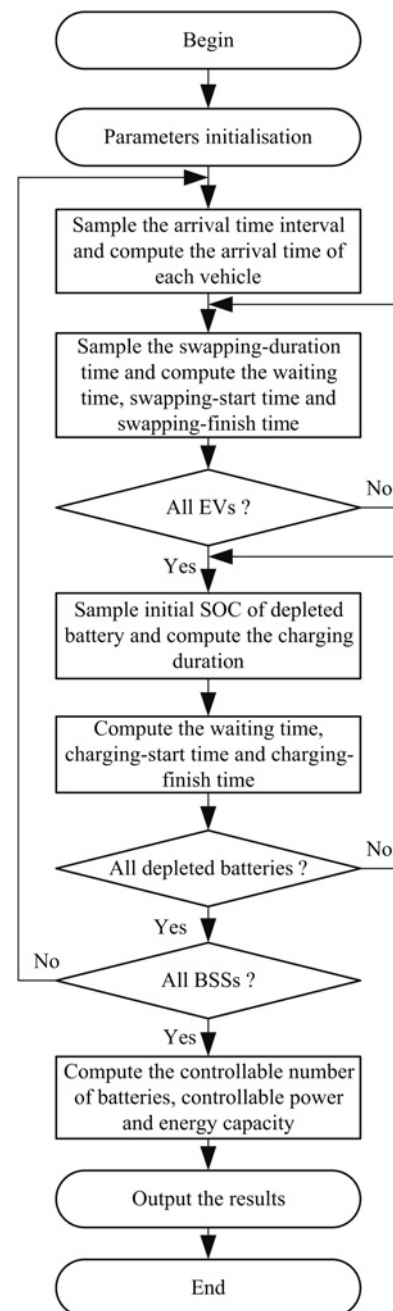 Begin
Parameters initialisation
Sample the arrival time interval
and compute the arrival time of
each vehicle
Sample the swapping-duration
time and compute the waiting
time, swapping-start time and
swapping-finish time
All EVs ?
No
Yes
Sample initial SOC of depleted
battery and compute the charging
duration
Compute the waiting time,
charging-start time and charging-
finish time
All depleted batteries ?
No
Yes
No
All BSSs ?
Yes
Compute the controllable number
of batteries, controllable power
and energy capacity
Output the results
End